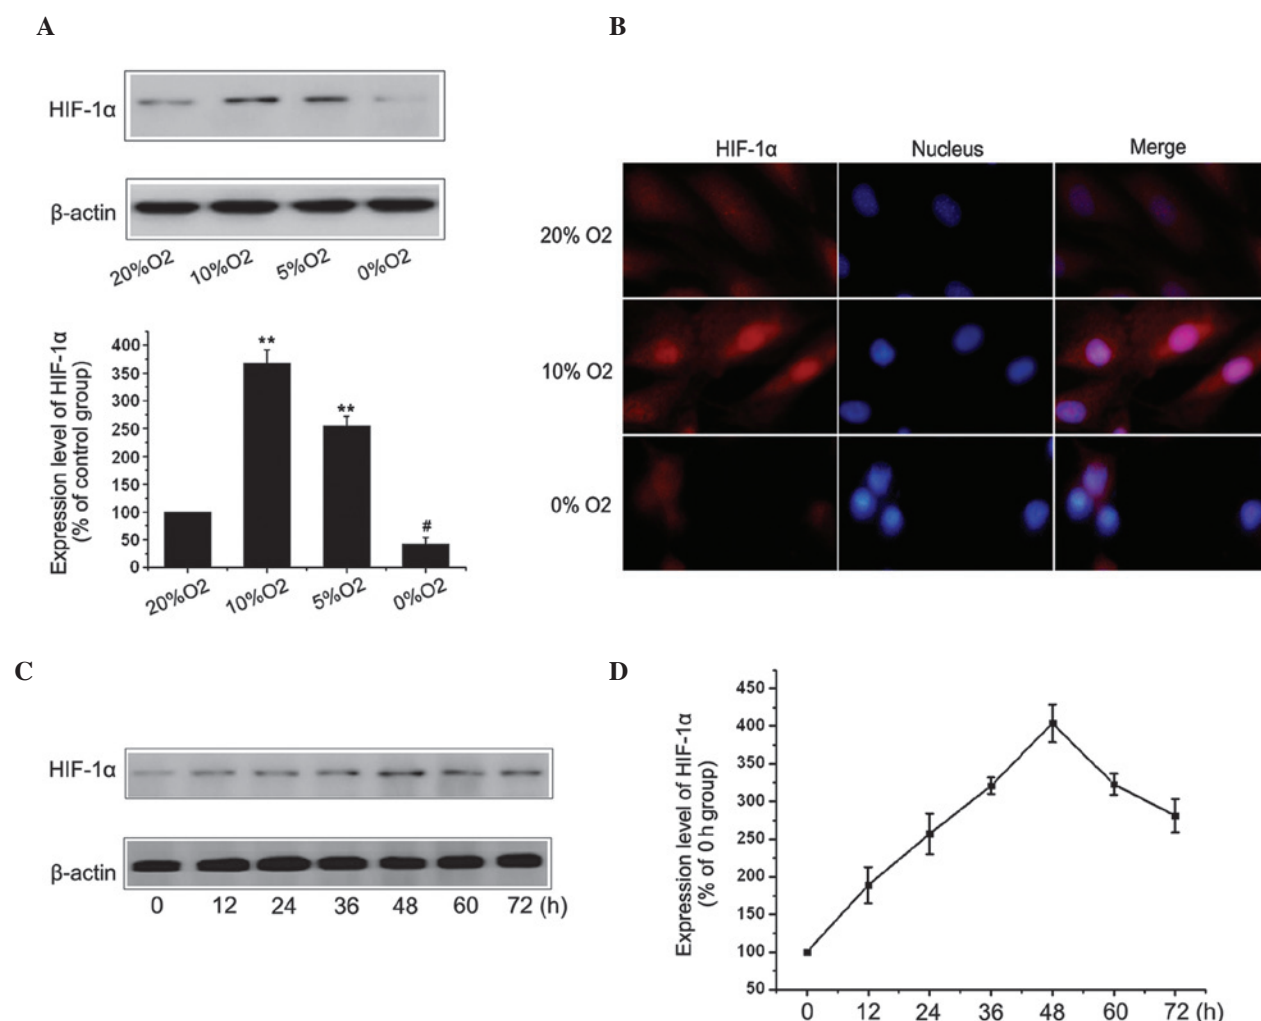 A
HIF-1α
β-actin
20%O2 10%O2 5%O2 0%O2
Expression level of HIF-1α
(% of control group)
400
350
300
250
200
150
100
50
0
**
**
#
20%O2 10%O2 5%O2 0%O2
B
HIF-1α Nucleus Merge
20% O2
10% O2
0% O2
C
HIF-1α
β-actin
0 12 24 36 48 60 72 (h)
D
Expression level of HIF-1α
(% of 0 h group)
450
400
350
300
250
200
150
100
50
0 12 24 36 48 60 72 (h)